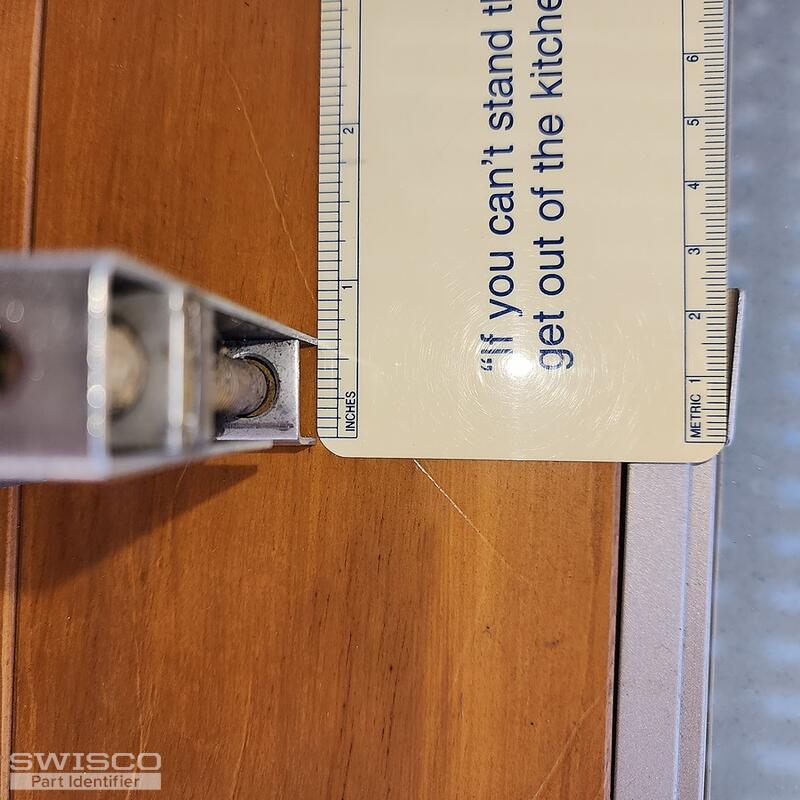 INCHES
1
2
"If you can't stand th
get out of the kitche
METRIC 1
2
3
4
5
6
SWISCO
Part Identifier